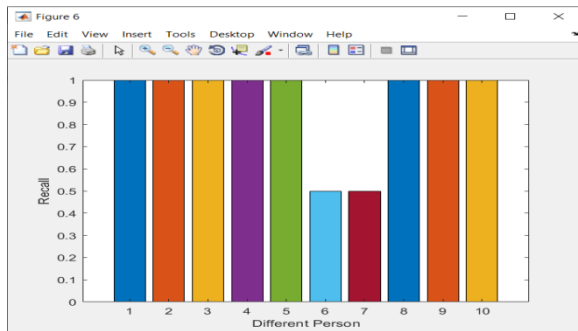 Figure 6
File Edit View Insert Tools Desktop Window Help
1
0.9
0.8
0.7
0.6
0.5
0.4
0.3
0.2
0.1
0
Recall
1 2 3 4 5 6 7 8 9 10
Different Person